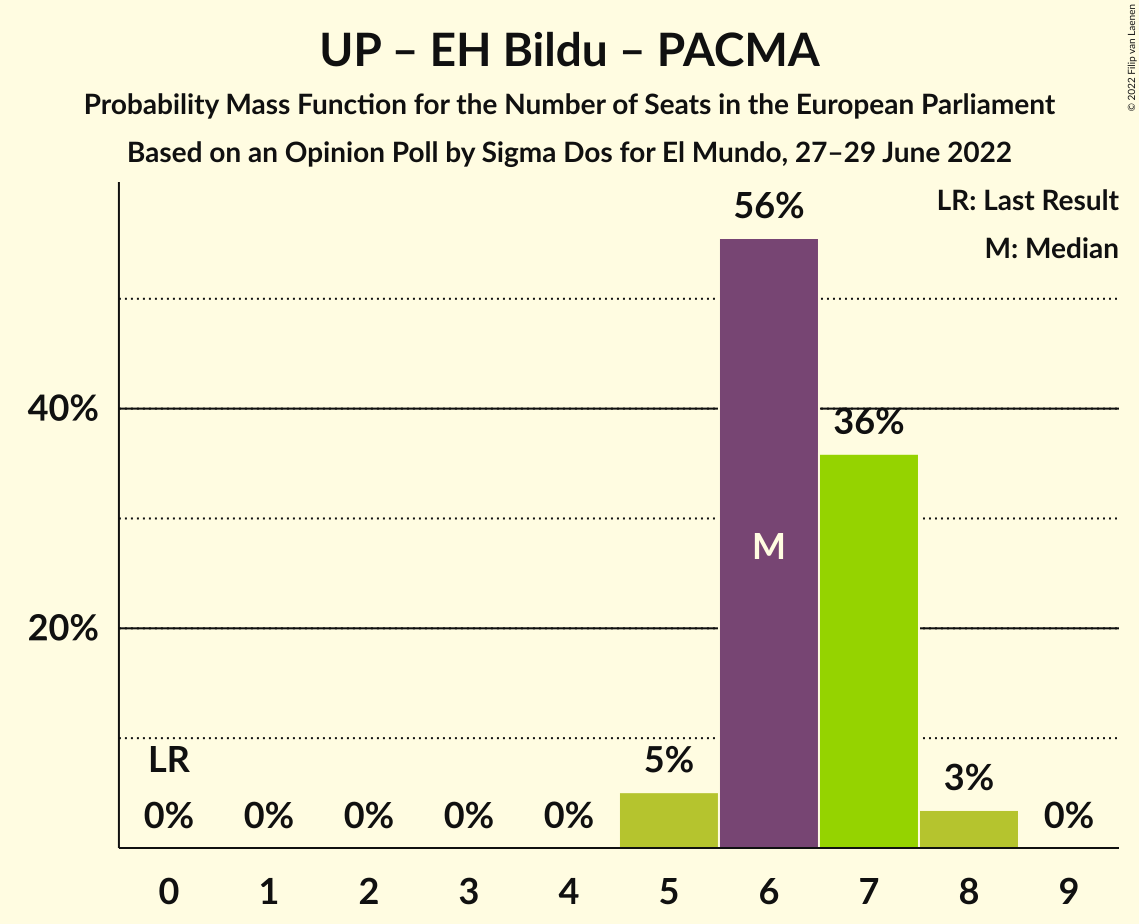 UP – EH Bildu – PACMA
Probability Mass Function for the Number of Seats in the European Parliament
Based on an Opinion Poll by Sigma Dos for El Mundo, 27–29 June 2022
© 2022 Filip van Laenen
LR: Last Result
M: Median
56%
40%
36%
M
20%
LR
5%
3%
0% 0% 0% 0% 0% 0%
0 1 2 3 4 5 6 7 8 9